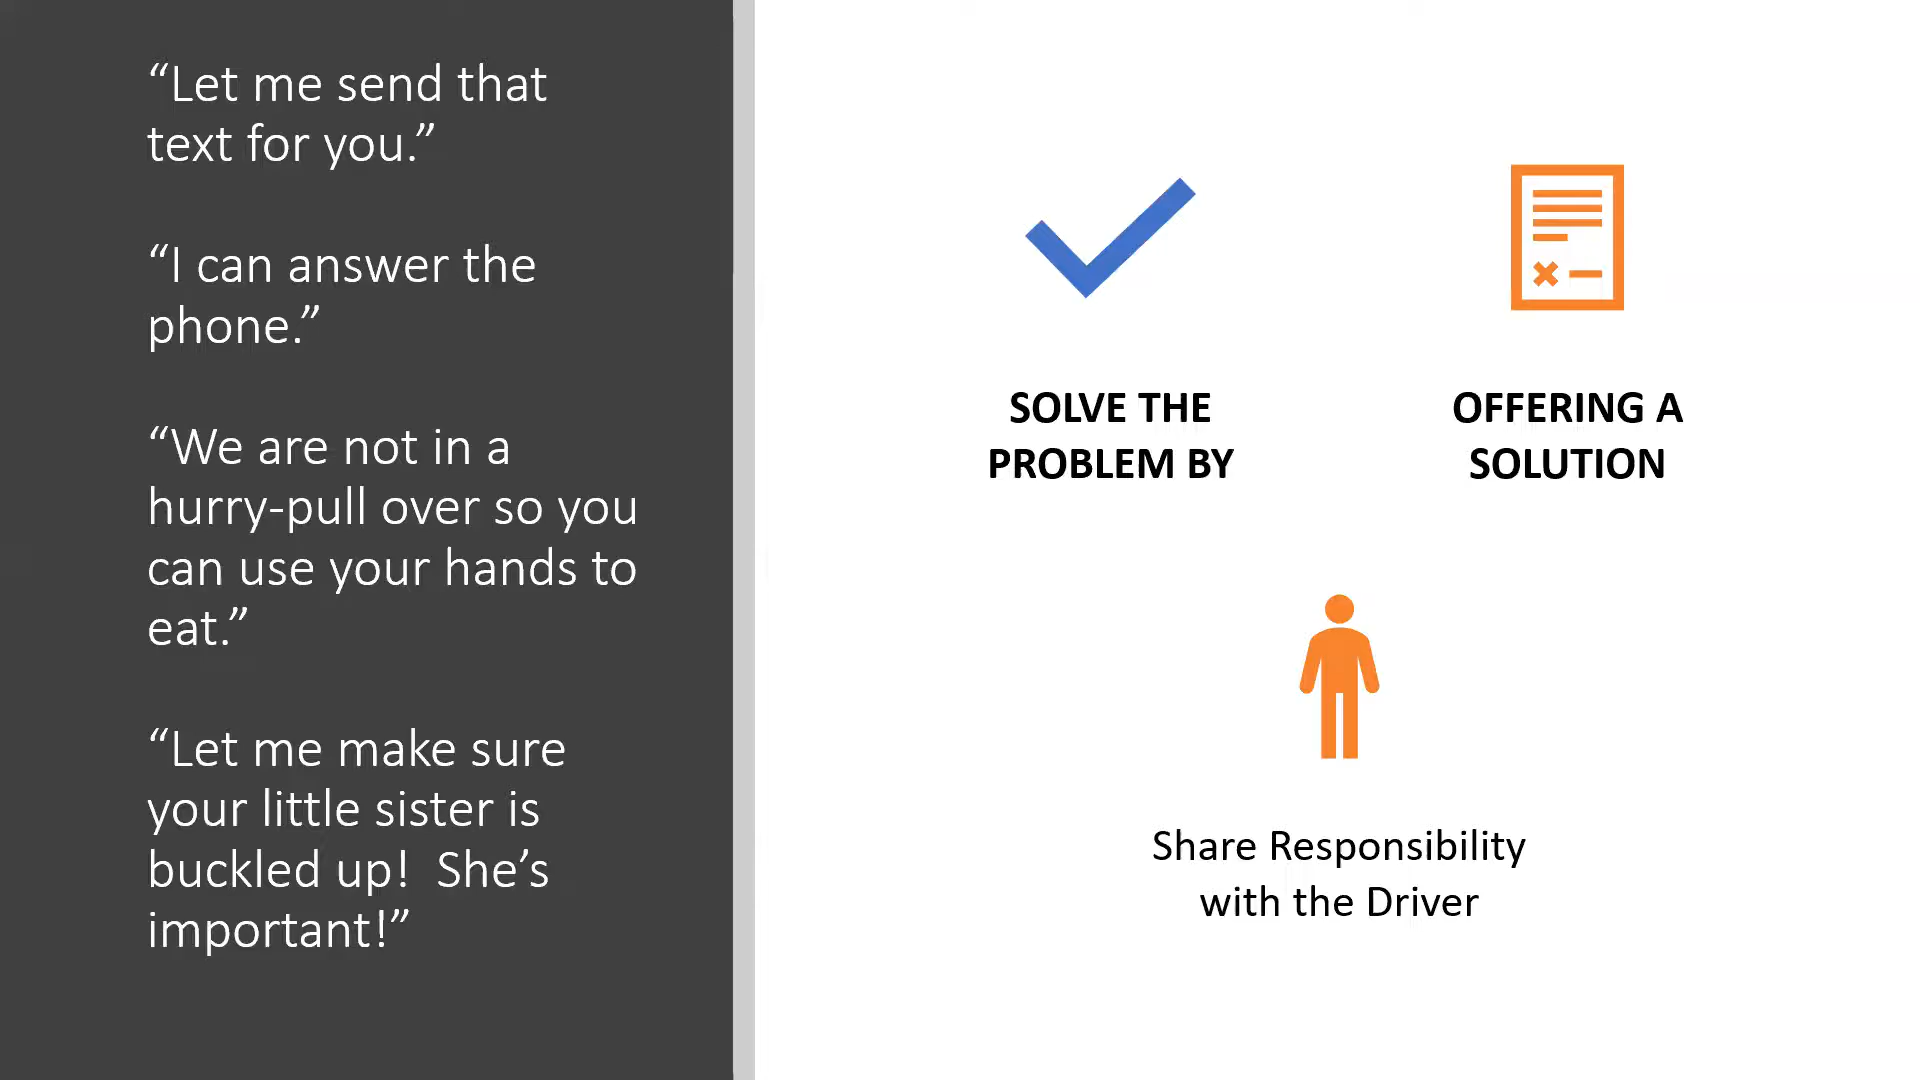 “Let me send that
text for you.”
“I can answer the
phone.”
“We are not in a
hurry-pull over so you
can use your hands to
eat.”
“Let me make sure
your little sister is
buckled up!  She’s
important!”
SOLVE THE
PROBLEM BY
OFFERING A
SOLUTION
Share Responsibility
with the Driver